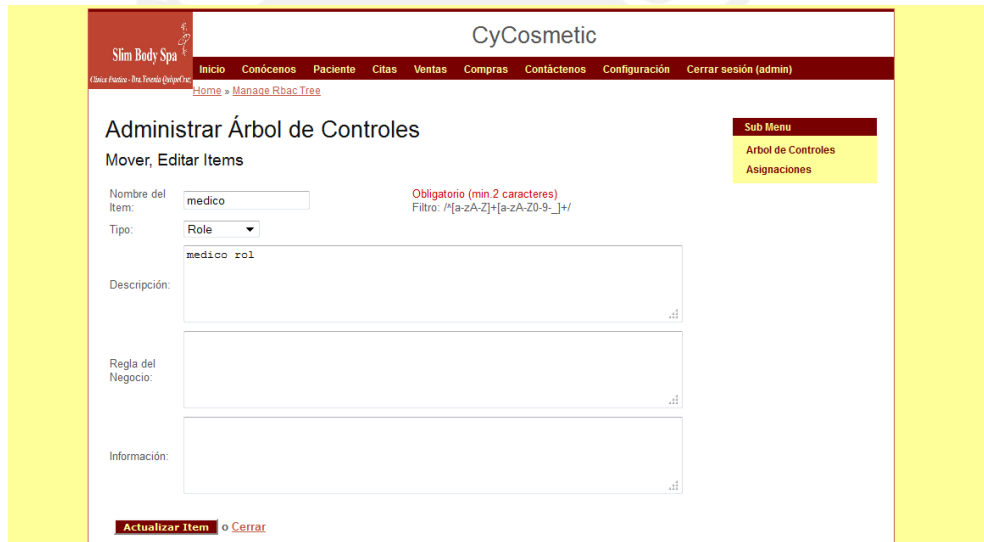 CyCosmetic
Slim Body Spa
Inicio Conócenos Paciente Citas Ventas Compras Contáctenos Configuración Cerrar sesión (admin)
Home » Manage Rbac Tree
Administrar Árbol de Controles
Mover, Editar Items
Sub Menu
Arbol de Controles
Asignaciones
Nombre del
Item:
medico
Obligatorio (min.2 caracteres)
Filtro: /^[a-zA-Z]+[a-zA-Z0-9-_]+/
Tipo: Role
Descripción:
medico rol
Regla del
Negocio:
Información:
Actualizar Item o Cerrar